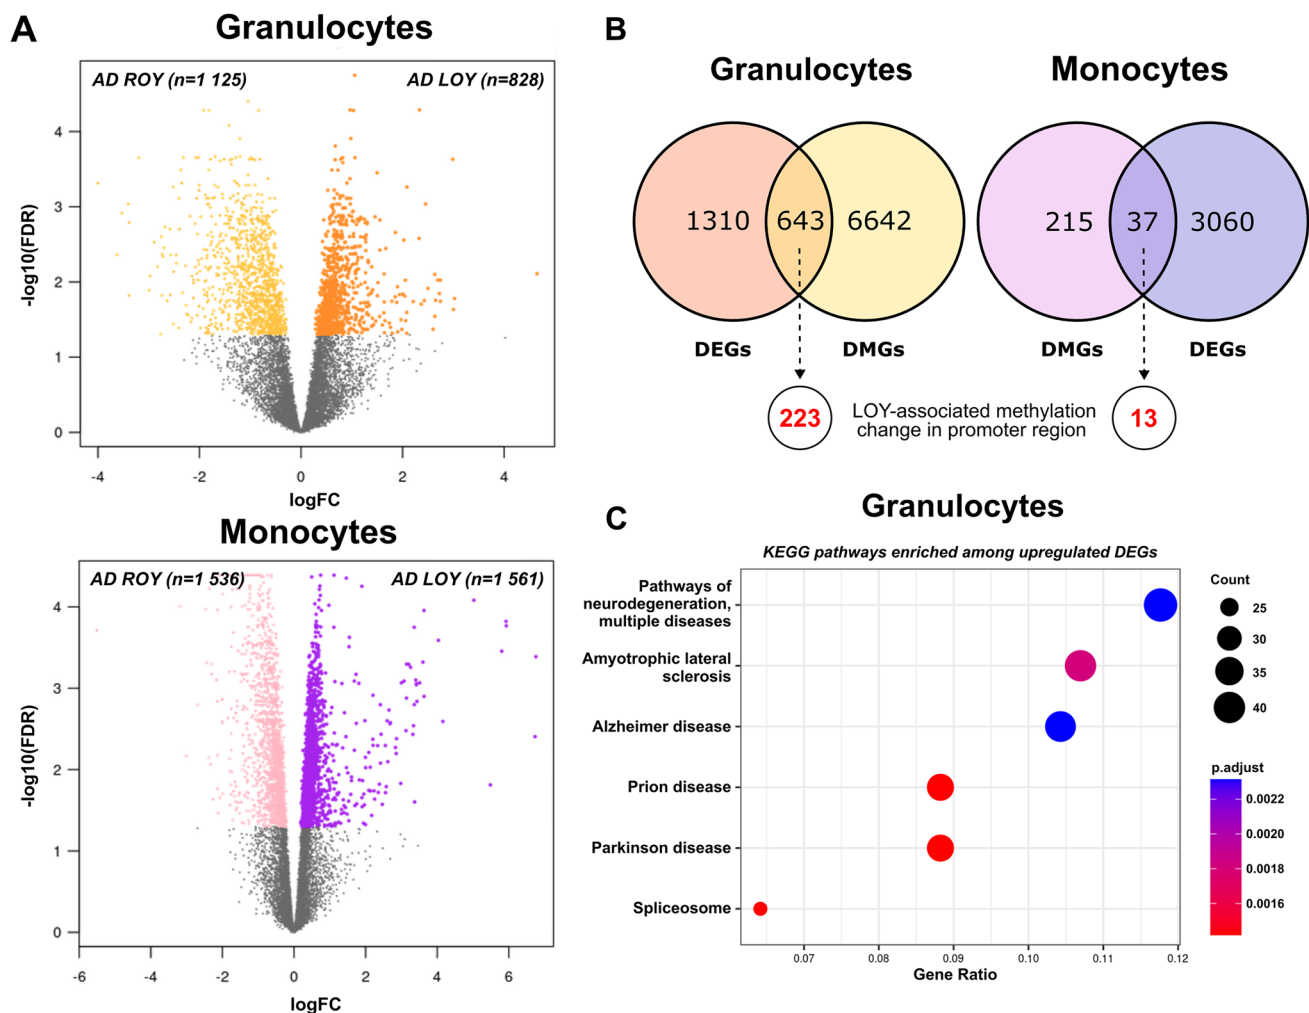 A
Granulocytes
AD ROY (n=1 125)
AD LOY (n=828)
-log10(FDR)
4
3
2
1
0
-4
-2
0
2
4
logFC
Monocytes
AD ROY (n=1 536)
AD LOY (n=1 561)
-log10(FDR)
4
3
2
1
0
-6
-4
-2
0
2
4
6
logFC
B
Granulocytes
Monocytes
1310
643
6642
215
37
3060
DEGs
DMGs
DMGs
DEGs
223
LOY-associated methylation
change in promoter region
13
C
Granulocytes
KEGG pathways enriched among upregulated DEGs
Pathways of
neurodegeneration,
multiple diseases
Amyotrophic lateral
sclerosis
Alzheimer disease
Prion disease
Parkinson disease
Spliceosome
0.07
0.08
0.09
0.10
0.11
0.12
Gene Ratio
Count
25
30
35
40
p.adjust
0.0022
0.0020
0.0018
0.0016